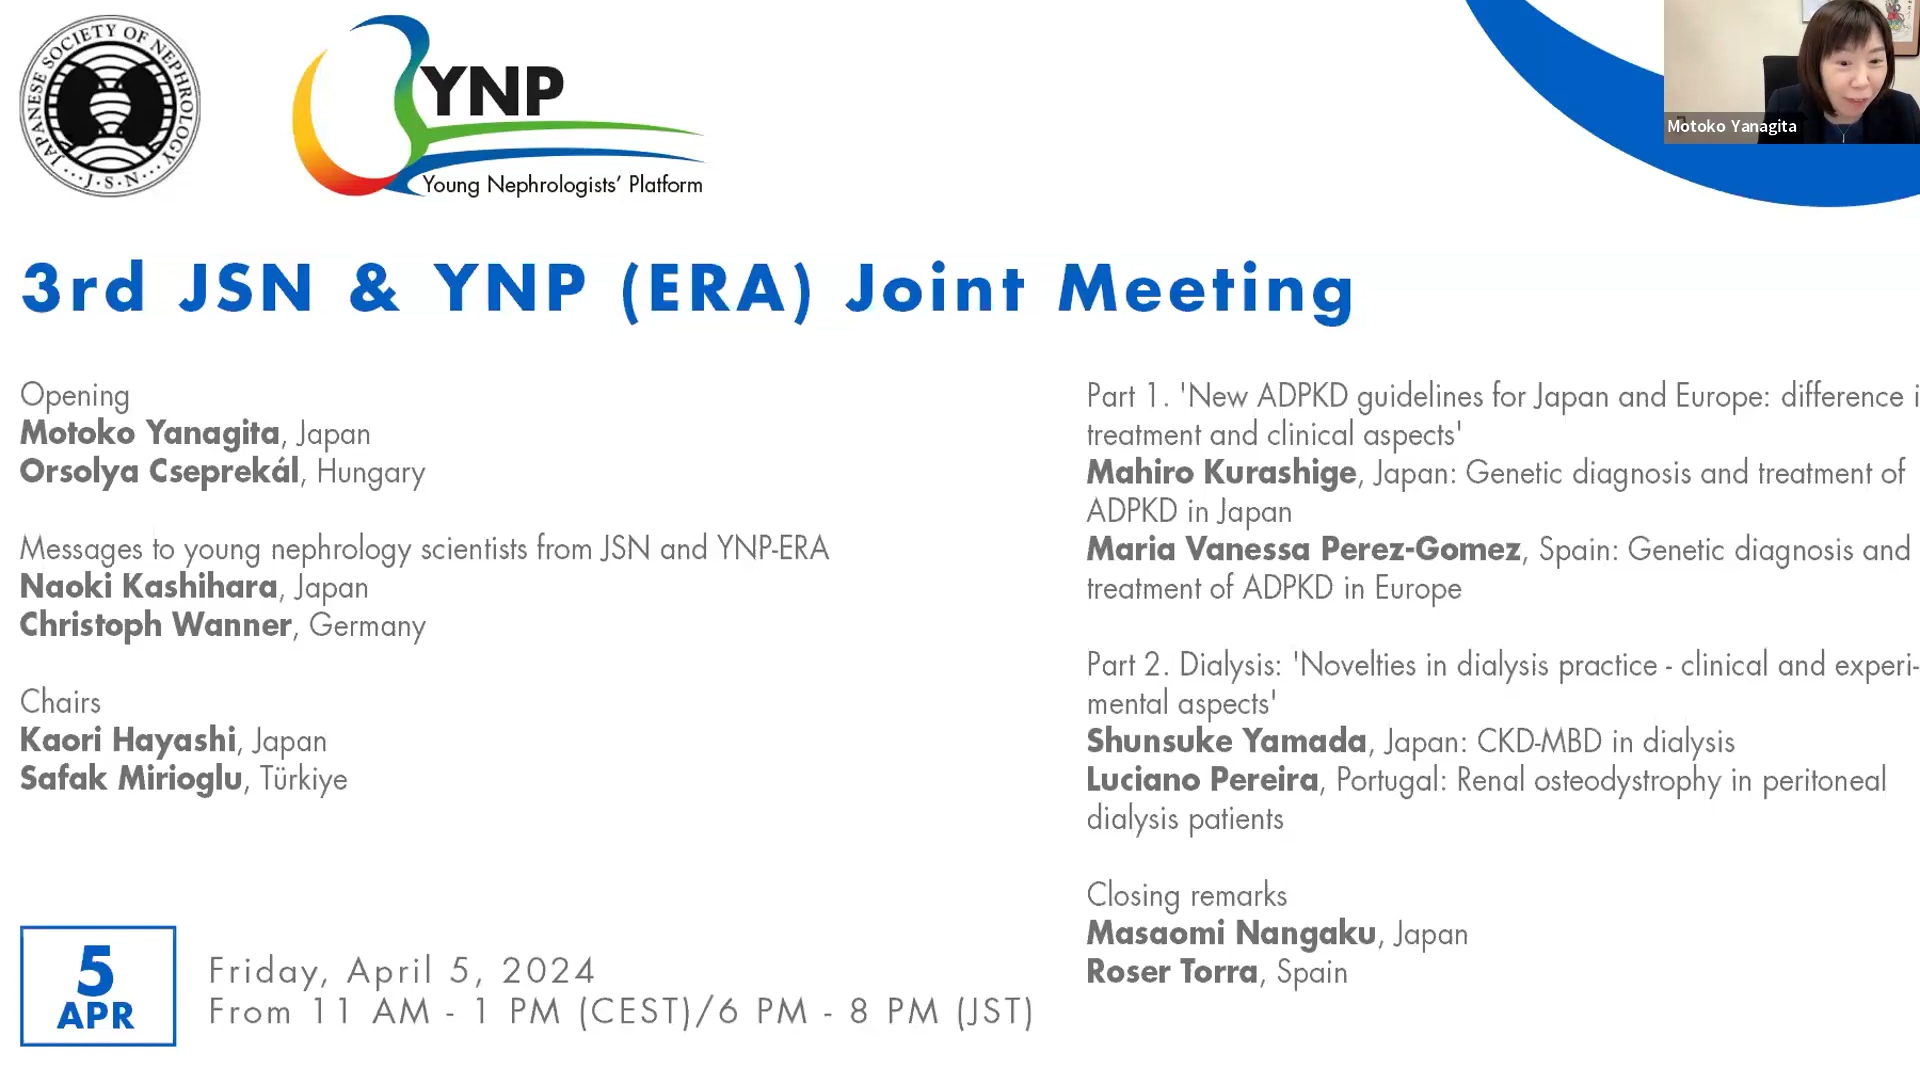 JAPANESE SOCIETY OF NEPHROLOGY
· J · S · N ·
YNP
Young Nephrologists’ Platform
Motoko Yanagita
3rd JSN & YNP (ERA) Joint Meeting
Opening
Motoko Yanagita, Japan
Orsolya Cseprekál, Hungary
Messages to young nephrology scientists from JSN and YNP-ERA
Naoki Kashihara, Japan
Christoph Wanner, Germany
Chairs
Kaori Hayashi, Japan
Safak Mirioglu, Türkiye
5
APR
Friday, April 5, 2024
From 11 AM - 1 PM (CEST)/6 PM - 8 PM (JST)
Part 1. 'New ADPKD guidelines for Japan and Europe: difference i
treatment and clinical aspects'
Mahiro Kurashige, Japan: Genetic diagnosis and treatment of
ADPKD in Japan
Maria Vanessa Perez-Gomez, Spain: Genetic diagnosis and
treatment of ADPKD in Europe
Part 2. Dialysis: 'Novelties in dialysis practice - clinical and experi-
mental aspects'
Shunsuke Yamada, Japan: CKD-MBD in dialysis
Luciano Pereira, Portugal: Renal osteodystrophy in peritoneal
dialysis patients
Closing remarks
Masaomi Nangaku, Japan
Roser Torra, Spain